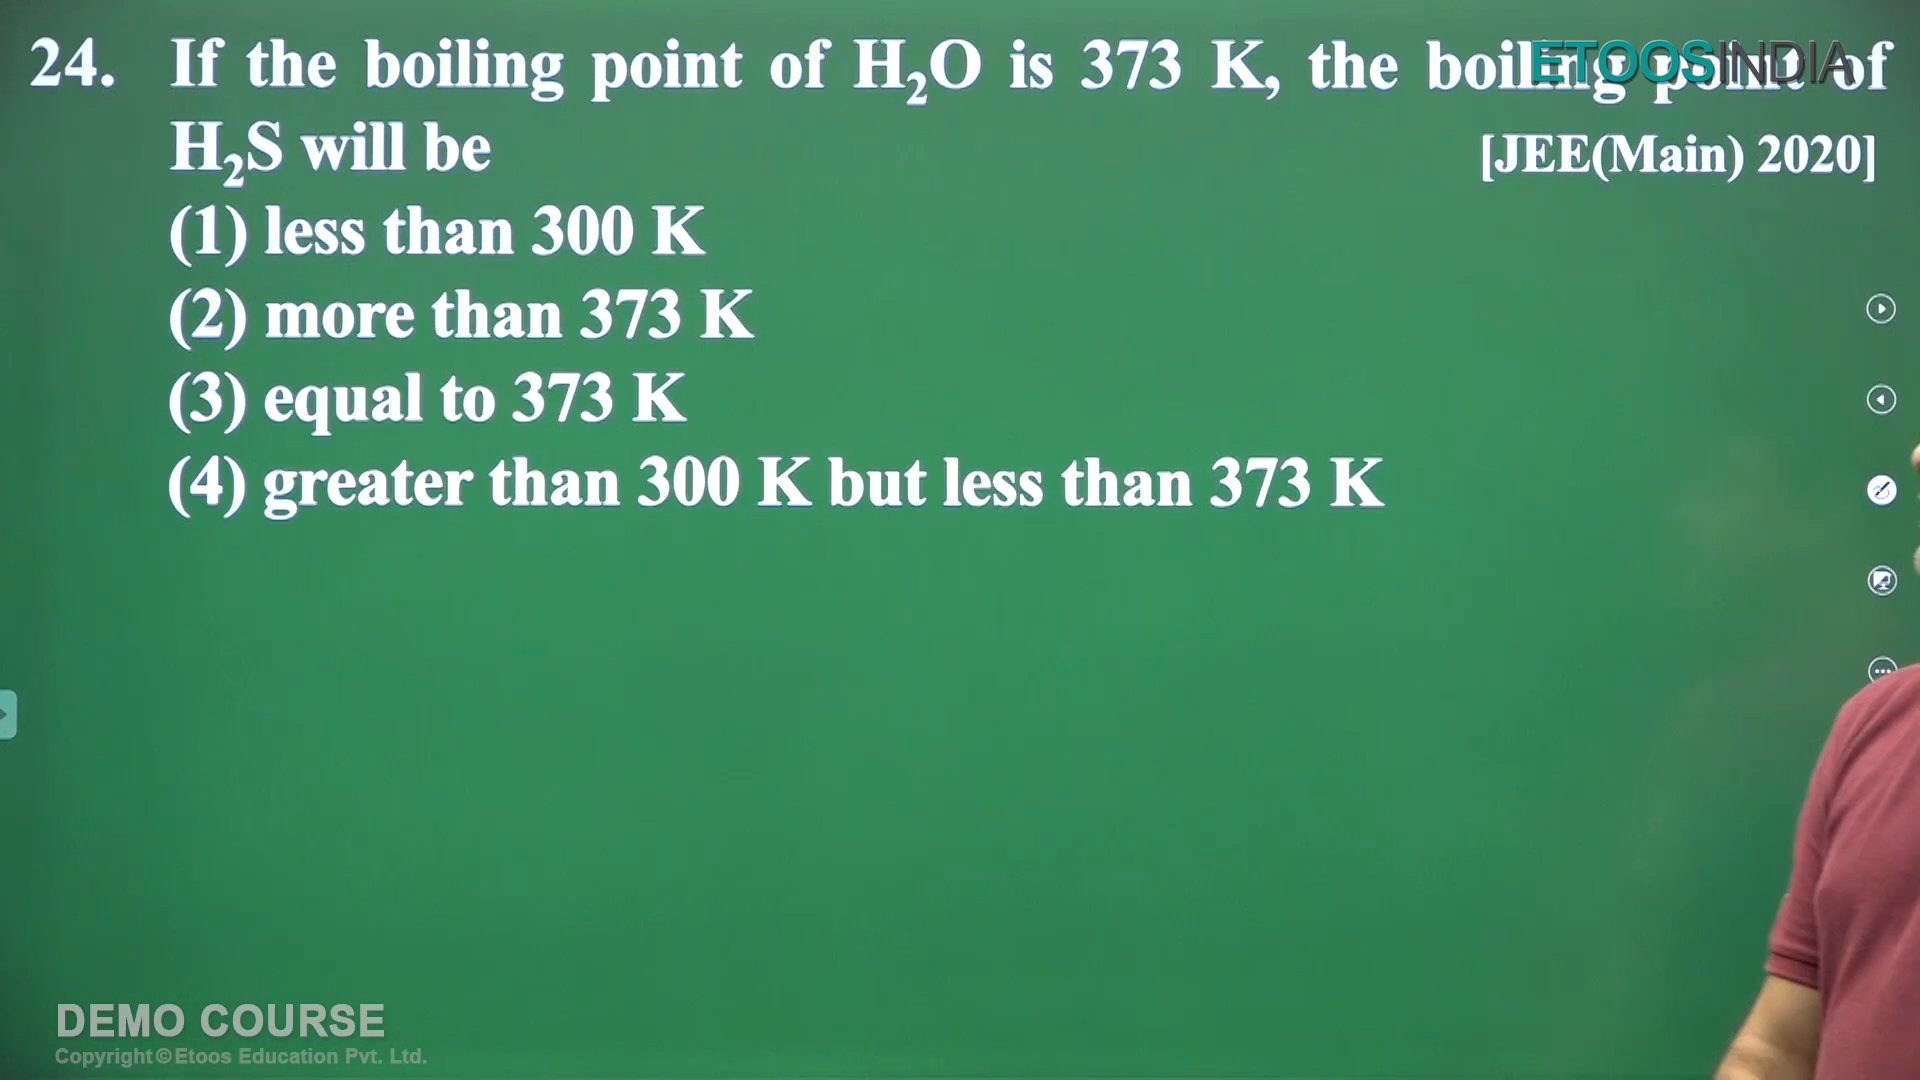 ETOOSINDIA
24. If the boiling point of H₂O is 373 K, the boiling point of
H₂S will be [JEE(Main) 2020]
(1) less than 300 K
(2) more than 373 K
(3) equal to 373 K
(4) greater than 300 K but less than 373 K
DEMO COURSE
Copyright © Etoos Education Pvt. Ltd.